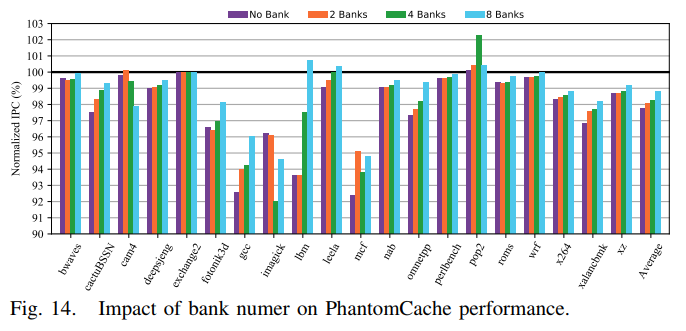 No Bank 2 Banks 4 Banks 8 Banks
103
102
101
100
99
98
97
96
95
94
93
92
91
90
Normalized IPC (%)
bwaves
cactuBSSN
cam4
deepsjeng
exchange2
fotonik3d
gcc
imagick
lbm
leela
mcf
nab
omnetpp
perlbench
pop2
roms
wrf
x264
xalancbmk
xz
Average
Fig. 14. Impact of bank numer on PhantomCache performance.